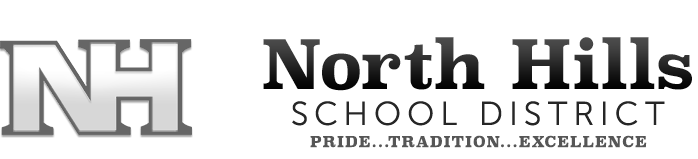 NH
North Hills
SCHOOL DISTRICT
PRIDE...TRADITION...EXCELLENCE